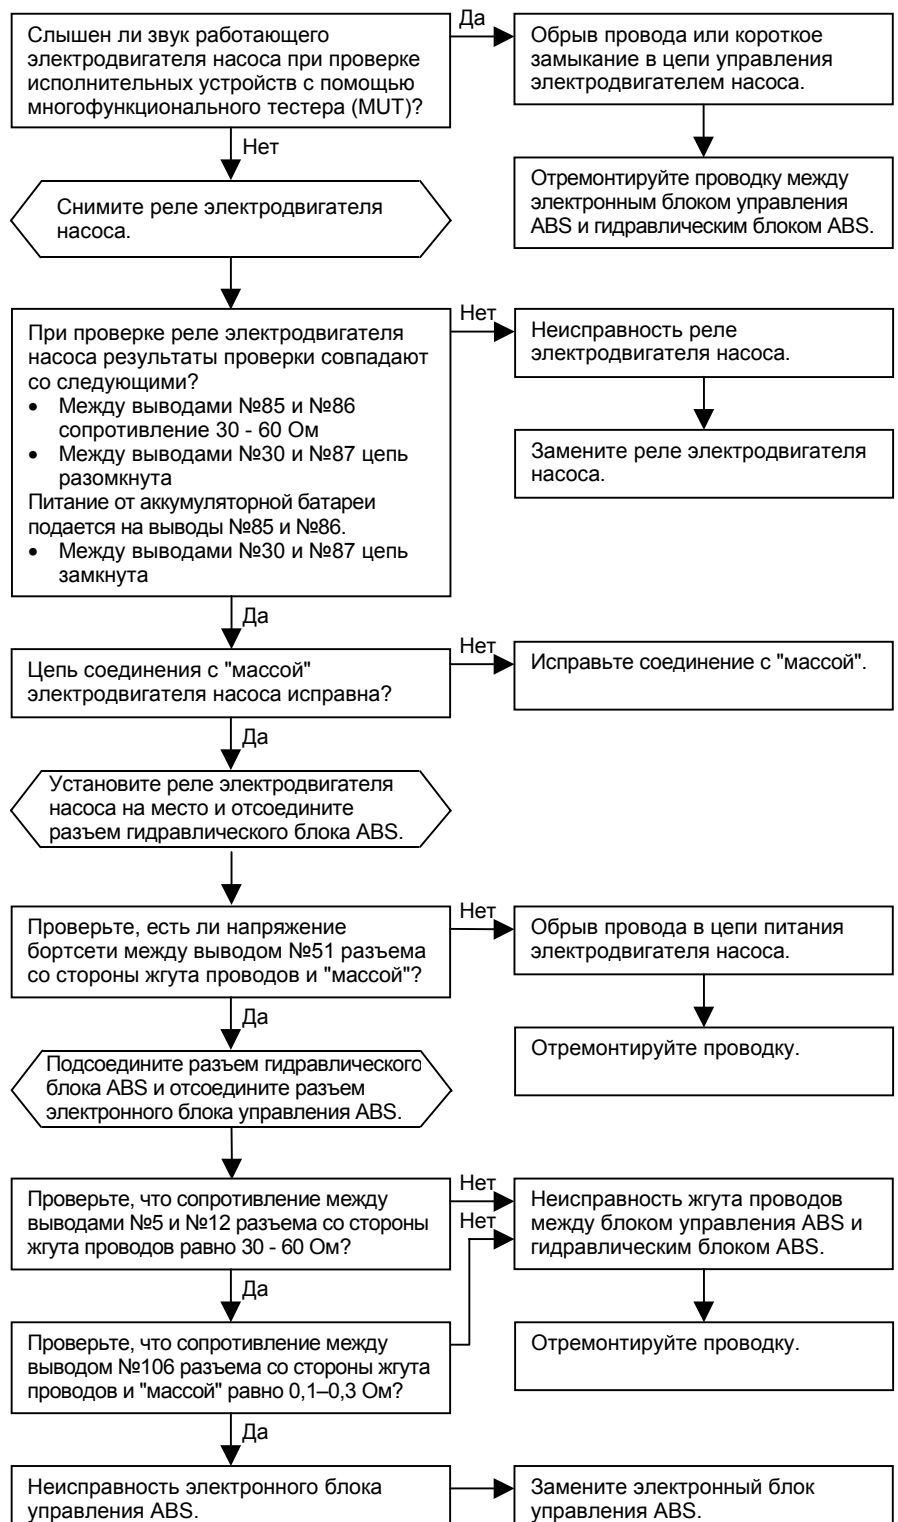 Слышен ли звук работающего
электродвигателя насоса при проверке
исполнительных устройств с помощью
многофункционального тестера (MUT)?
Да
Обрыв провода или короткое
замыкание в цепи управления
электродвигателем насоса.
Отремонтируйте проводку между
электронным блоком управления
ABS и гидравлическим блоком ABS.
Нет
Снимите реле электродвигателя
насоса.
При проверке реле электродвигателя
насоса результаты проверки совпадают
со следующими?
• Между выводами №85 и №86
сопротивление 30 - 60 Ом
• Между выводами №30 и №87 цепь
разомкнута
Питание от аккумуляторной батареи
подается на выводы №85 и №86.
• Между выводами №30 и №87 цепь
замкнута
Нет
Неисправность реле
электродвигателя насоса.
Замените реле электродвигателя
насоса.
Да
Цепь соединения с "массой"
электродвигателя насоса исправна?
Нет
Исправьте соединение с "массой".
Да
Установите реле электродвигателя
насоса на место и отсоедините
разъем гидравлического блока ABS.
Проверьте, есть ли напряжение
бортсети между выводом №51 разъема
со стороны жгута проводов и "массой"?
Нет
Обрыв провода в цепи питания
электродвигателя насоса.
Отремонтируйте проводку.
Да
Подсоедините разъем гидравлического
блока ABS и отсоедините разъем
электронного блока управления ABS.
Проверьте, что сопротивление между
выводами №5 и №12 разъема со стороны
жгута проводов равно 30 - 60 Ом?
Нет
Нет
Неисправность жгута проводов
между блоком управления ABS и
гидравлическим блоком ABS.
Отремонтируйте проводку.
Да
Проверьте, что сопротивление между
выводом №106 разъема со стороны жгута
проводов и "массой" равно 0,1–0,3 Ом?
Да
Неисправность электронного блока
управления ABS.
Замените электронный блок
управления ABS.